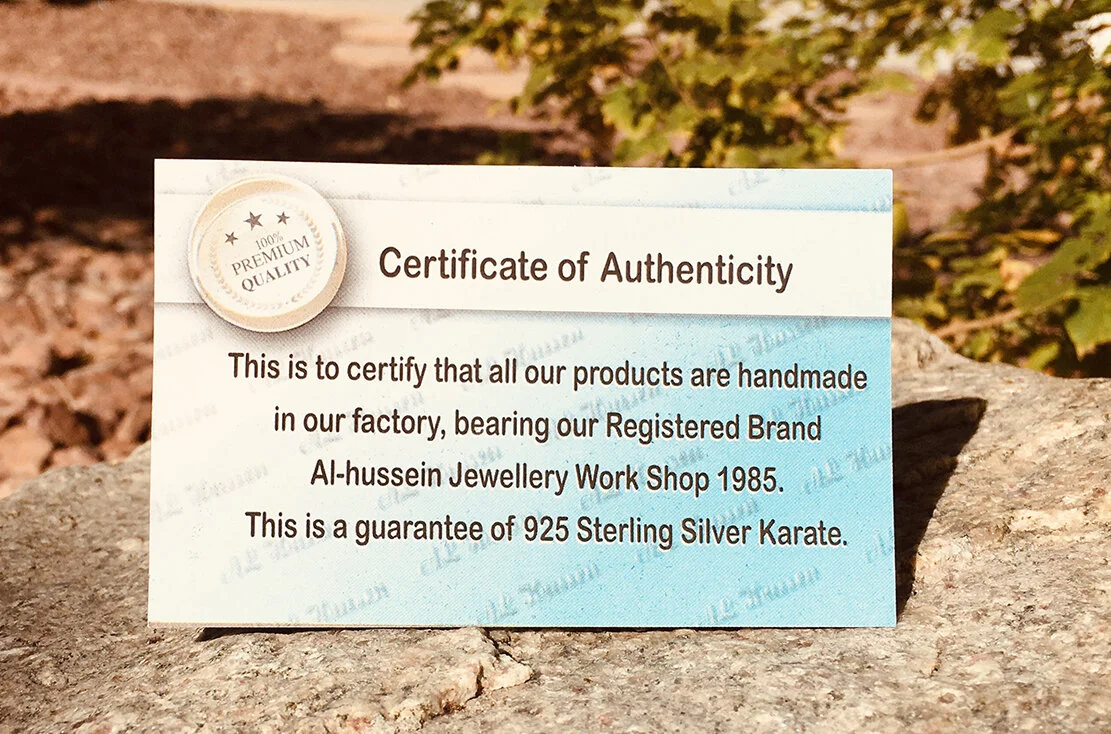 100%
PREMIUM
QUALITY
Certificate of Authenticity
This is to certify that all our products are handmade
in our factory, bearing our Registered Brand
Al-hussein Jewellery Work Shop 1985.
This is a guarantee of 925 Sterling Silver Karate.